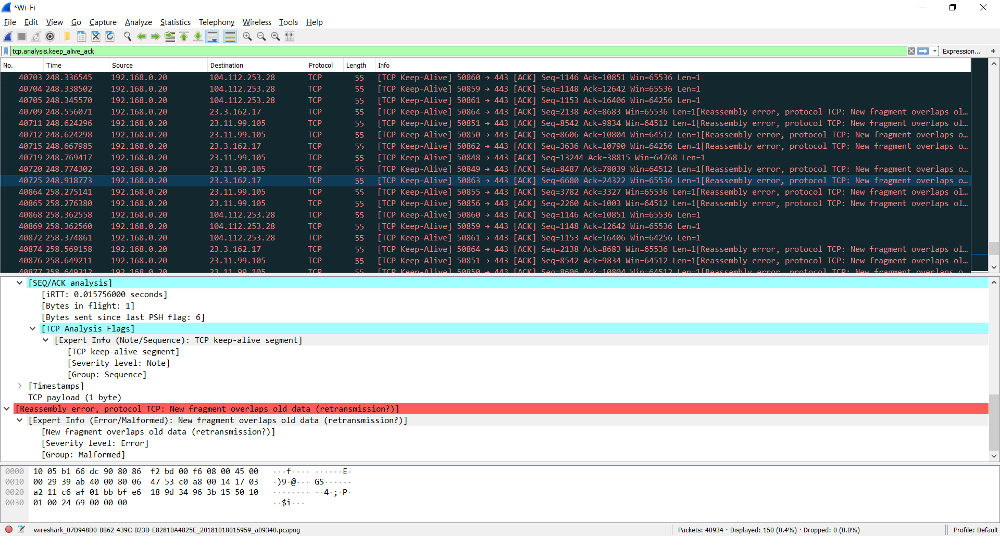 *Wi-Fi
File Edit View Go Capture Analyze Statistics Telephony Wireless Tools Help
tcp.analysis.keep_alive_ack Expression... +
No. Time Source Destination Protocol Length Info
40703 248.336545 192.168.0.20 104.112.253.28 TCP 55 [TCP Keep-Alive] 50860 → 443 [ACK] Seq=1146 Ack=10851 Win=65536 Len=1
40704 248.338502 192.168.0.20 104.112.253.28 TCP 55 [TCP Keep-Alive] 50859 → 443 [ACK] Seq=1148 Ack=12642 Win=65536 Len=1
40705 248.345570 192.168.0.20 104.112.253.28 TCP 55 [TCP Keep-Alive] 50861 → 443 [ACK] Seq=1153 Ack=16406 Win=64256 Len=1
40709 248.556071 192.168.0.20 23.3.162.17 TCP 55 [TCP Keep-Alive] 50864 → 443 [ACK] Seq=2138 Ack=8683 Win=65536 Len=1[Reassembly error, protocol TCP: New fragment overlaps ol…
40711 248.624296 192.168.0.20 23.11.99.105 TCP 55 [TCP Keep-Alive] 50851 → 443 [ACK] Seq=8542 Ack=9834 Win=64512 Len=1[Reassembly error, protocol TCP: New fragment overlaps ol…
40712 248.624298 192.168.0.20 23.11.99.105 TCP 55 [TCP Keep-Alive] 50850 → 443 [ACK] Seq=8606 Ack=10804 Win=64512 Len=1[Reassembly error, protocol TCP: New fragment overlaps o…
40715 248.667985 192.168.0.20 23.3.162.17 TCP 55 [TCP Keep-Alive] 50862 → 443 [ACK] Seq=3636 Ack=10790 Win=64256 Len=1[Reassembly error, protocol TCP: New fragment overlaps o…
40719 248.769417 192.168.0.20 23.11.99.105 TCP 55 [TCP Keep-Alive] 50848 → 443 [ACK] Seq=13244 Ack=38815 Win=64768 Len=1
40720 248.774302 192.168.0.20 23.11.99.105 TCP 55 [TCP Keep-Alive] 50849 → 443 [ACK] Seq=8487 Ack=78039 Win=64512 Len=1[Reassembly error, protocol TCP: New fragment overlaps o…
40725 248.918773 192.168.0.20 23.3.162.17 TCP 55 [TCP Keep-Alive] 50863 → 443 [ACK] Seq=6680 Ack=24322 Win=65536 Len=1[Reassembly error, protocol TCP: New fragment overlaps o…
40864 258.275141 192.168.0.20 23.11.99.105 TCP 55 [TCP Keep-Alive] 50855 → 443 [ACK] Seq=3782 Ack=3327 Win=65536 Len=1[Reassembly error, protocol TCP: New fragment overlaps ol…
40865 258.276380 192.168.0.20 23.11.99.105 TCP 55 [TCP Keep-Alive] 50856 → 443 [ACK] Seq=2260 Ack=1003 Win=64512 Len=1[Reassembly error, protocol TCP: New fragment overlaps ol…
40868 258.362558 192.168.0.20 104.112.253.28 TCP 55 [TCP Keep-Alive] 50860 → 443 [ACK] Seq=1146 Ack=10851 Win=65536 Len=1
40869 258.362560 192.168.0.20 104.112.253.28 TCP 55 [TCP Keep-Alive] 50859 → 443 [ACK] Seq=1148 Ack=12642 Win=65536 Len=1
40872 258.374861 192.168.0.20 104.112.253.28 TCP 55 [TCP Keep-Alive] 50861 → 443 [ACK] Seq=1153 Ack=16406 Win=64256 Len=1
40874 258.569158 192.168.0.20 23.3.162.17 TCP 55 [TCP Keep-Alive] 50864 → 443 [ACK] Seq=2138 Ack=8683 Win=65536 Len=1[Reassembly error, protocol TCP: New fragment overlaps ol…
40876 258.649211 192.168.0.20 23.11.99.105 TCP 55 [TCP Keep-Alive] 50851 → 443 [ACK] Seq=8542 Ack=9834 Win=64512 Len=1[Reassembly error, protocol TCP: New fragment overlaps ol…
40877 258.649212 192.168.0.20 23.11.99.105 TCP 55 [TCP Keep-Alive] 50850 → 443 [ACK] Seq=8606 Ack=10804 Win=64512 Len=1[Reassembly error, protocol TCP: New fragment overlaps o…
[SEQ/ACK analysis]
[iRTT: 0.015756000 seconds]
[Bytes in flight: 1]
[Bytes sent since last PSH flag: 6]
[TCP Analysis Flags]
[Expert Info (Note/Sequence): TCP keep-alive segment]
[TCP keep-alive segment]
[Severity level: Note]
[Group: Sequence]
[Timestamps]
TCP payload (1 byte)
[Reassembly error, protocol TCP: New fragment overlaps old data (retransmission?)]
[Expert Info (Error/Malformed): New fragment overlaps old data (retransmission?)]
[New fragment overlaps old data (retransmission?)]
[Severity level: Error]
[Group: Malformed]
0000 10 05 b1 66 dc 90 80 86 f2 bd 00 f6 08 00 45 00 ···f···· ······E·
0010 00 29 39 ab 40 00 80 06 47 53 c0 a8 00 14 17 03 ·)9·@··· GS······
0020 a2 11 c6 af 01 bb bf e6 18 9d 34 96 3b 15 50 10 ········ ··4·;·P·
0030 01 00 24 69 00 00 00 ··$i···
wireshark_07D948D0-BB62-439C-B23D-E82810A4825E_20181018015959_a09340.pcapng Packets: 40934 · Displayed: 150 (0.4%) · Dropped: 0 (0.0%) Profile: Default